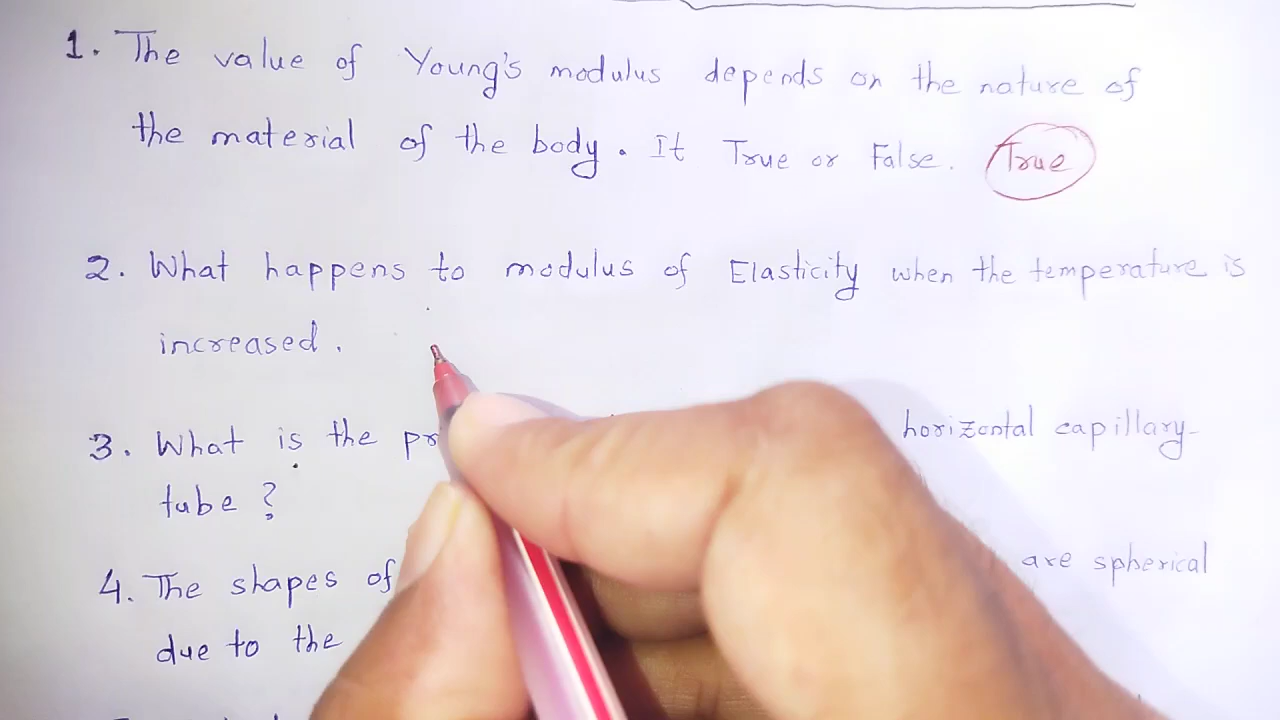 1. The value of Young's modulus depends on the nature of
the material of the body. It True or False. True
2. What happens to modulus of Elasticity when the temperature is
increased.
3. What is the horizontal capillary-
tube ?
4. The shapes of are spherical
due to the